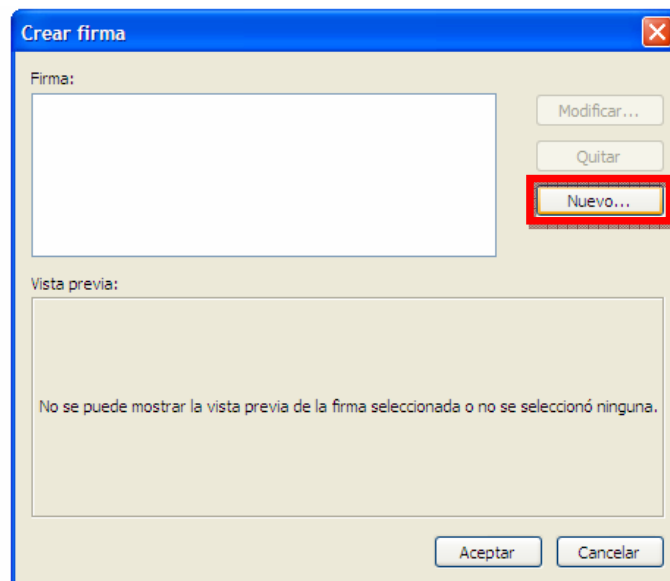 Crear firma
Firma:
Modificar...
Quitar
Nuevo...
Vista previa:
No se puede mostrar la vista previa de la firma seleccionada o no se seleccionó ninguna.
Aceptar
Cancelar